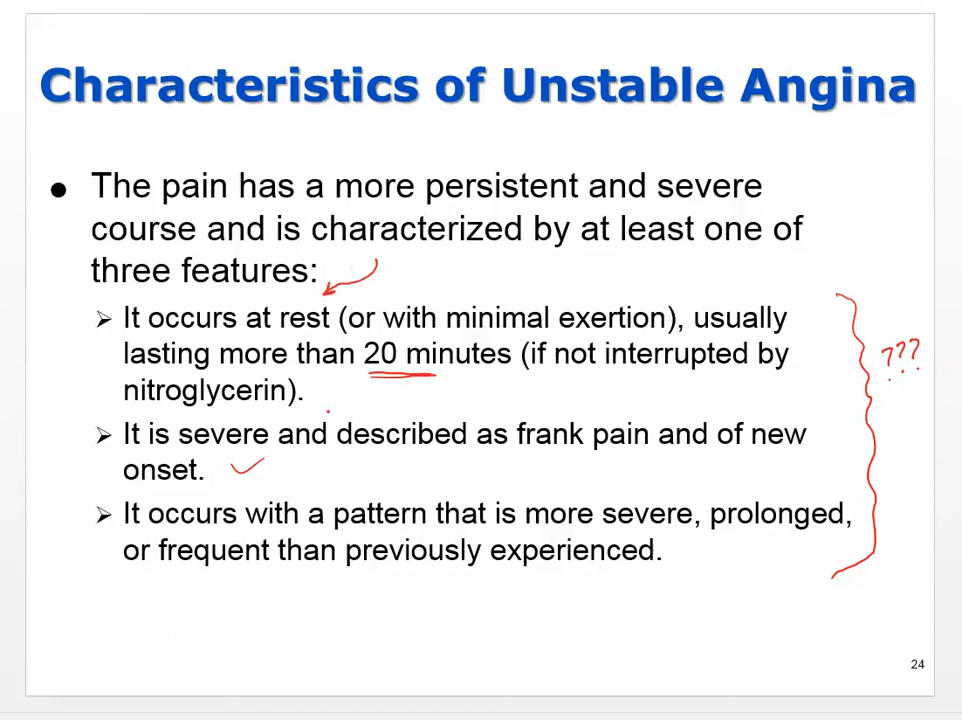 Characteristics of Unstable Angina
● The pain has a more persistent and severe
course and is characterized by at least one of
three features:
➢ It occurs at rest (or with minimal exertion), usually
lasting more than 20 minutes (if not interrupted by
nitroglycerin).
???
➢ It is severe and described as frank pain and of new
onset.
➢ It occurs with a pattern that is more severe, prolonged,
or frequent than previously experienced.
24